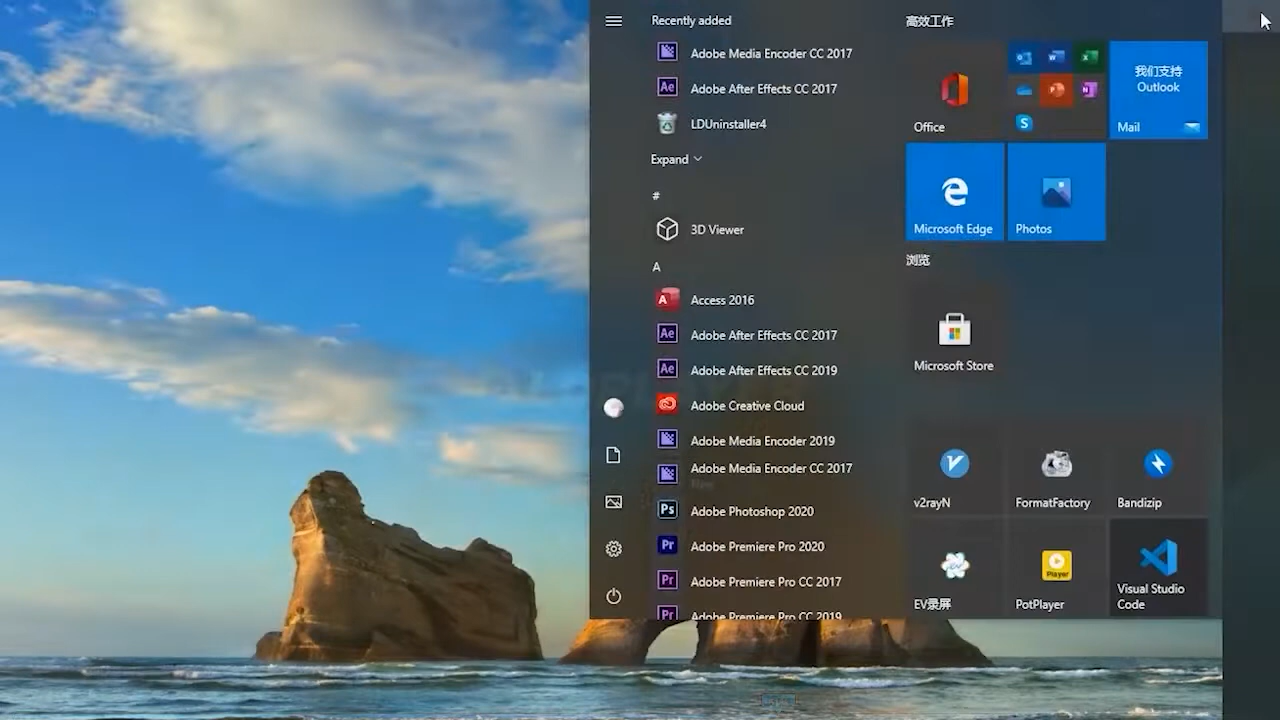 Recently added
Adobe Media Encoder CC 2017
Adobe After Effects CC 2017
LDUninstaller4
Expand
#
3D Viewer
A
Access 2016
Adobe After Effects CC 2017
Adobe After Effects CC 2019
Adobe Creative Cloud
Adobe Media Encoder 2019
Adobe Media Encoder CC 2017
New
Adobe Photoshop 2020
Adobe Premiere Pro 2020
Adobe Premiere Pro CC 2017
Adobe Premiere Pro CC 2019
高效工作
Office
我们支持
Outlook
Mail
Microsoft Edge
Photos
浏览
Microsoft Store
v2rayN
FormatFactory
Bandizip
EV录屏
PotPlayer
Visual Studio
Code